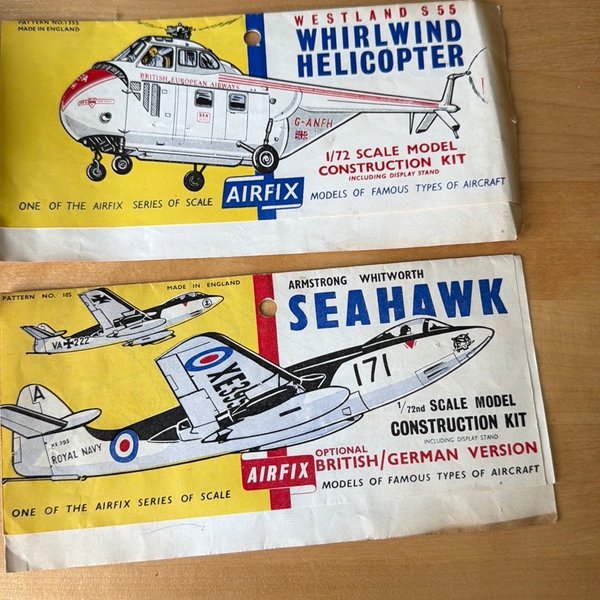 PATTERN NO. 1355
MADE IN ENGLAND
WESTLAND S 55
WHIRLWIND
HELICOPTER
BRITISH EUROPEAN AIRWAYS
BEA
G-ANFH
1/72 SCALE MODEL
CONSTRUCTION KIT
INCLUDING DISPLAY STAND
ONE OF THE AIRFIX SERIES OF SCALE
AIRFIX
MODELS OF FAMOUS TYPES OF AIRCRAFT
PATTERN NO. 105
MADE IN ENGLAND
ARMSTRONG WHITWORTH
SEAHAWK
VA 222
A
XE 395
ROYAL NAVY
171
1/72nd SCALE MODEL
CONSTRUCTION KIT
INCLUDING DISPLAY STAND
OPTIONAL
BRITISH/GERMAN VERSION
AIRFIX
ONE OF THE AIRFIX SERIES OF SCALE
MODELS OF FAMOUS TYPES OF AIRCRAFT